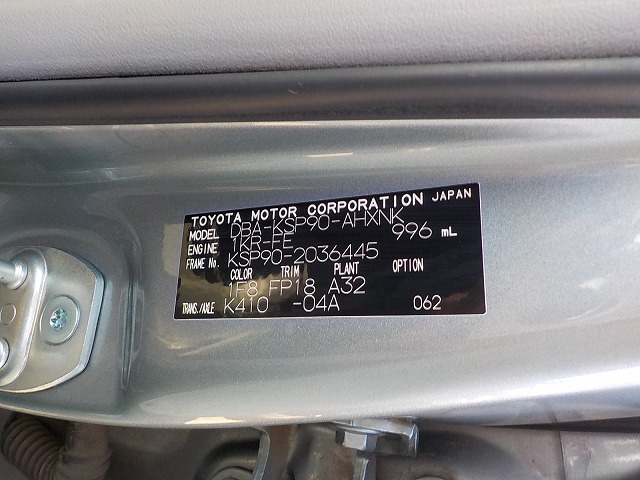 TOYOTA MOTOR CORPORATION JAPAN
MODEL DBA-KSP90-AHXNK
ENGINE 1KR-FE 996 mL
FRAME No. KSP90-2036445
COLOR TRIM PLANT OPTION
1F8 FP18 A32
TRANS./AXLE K410 -04A 062